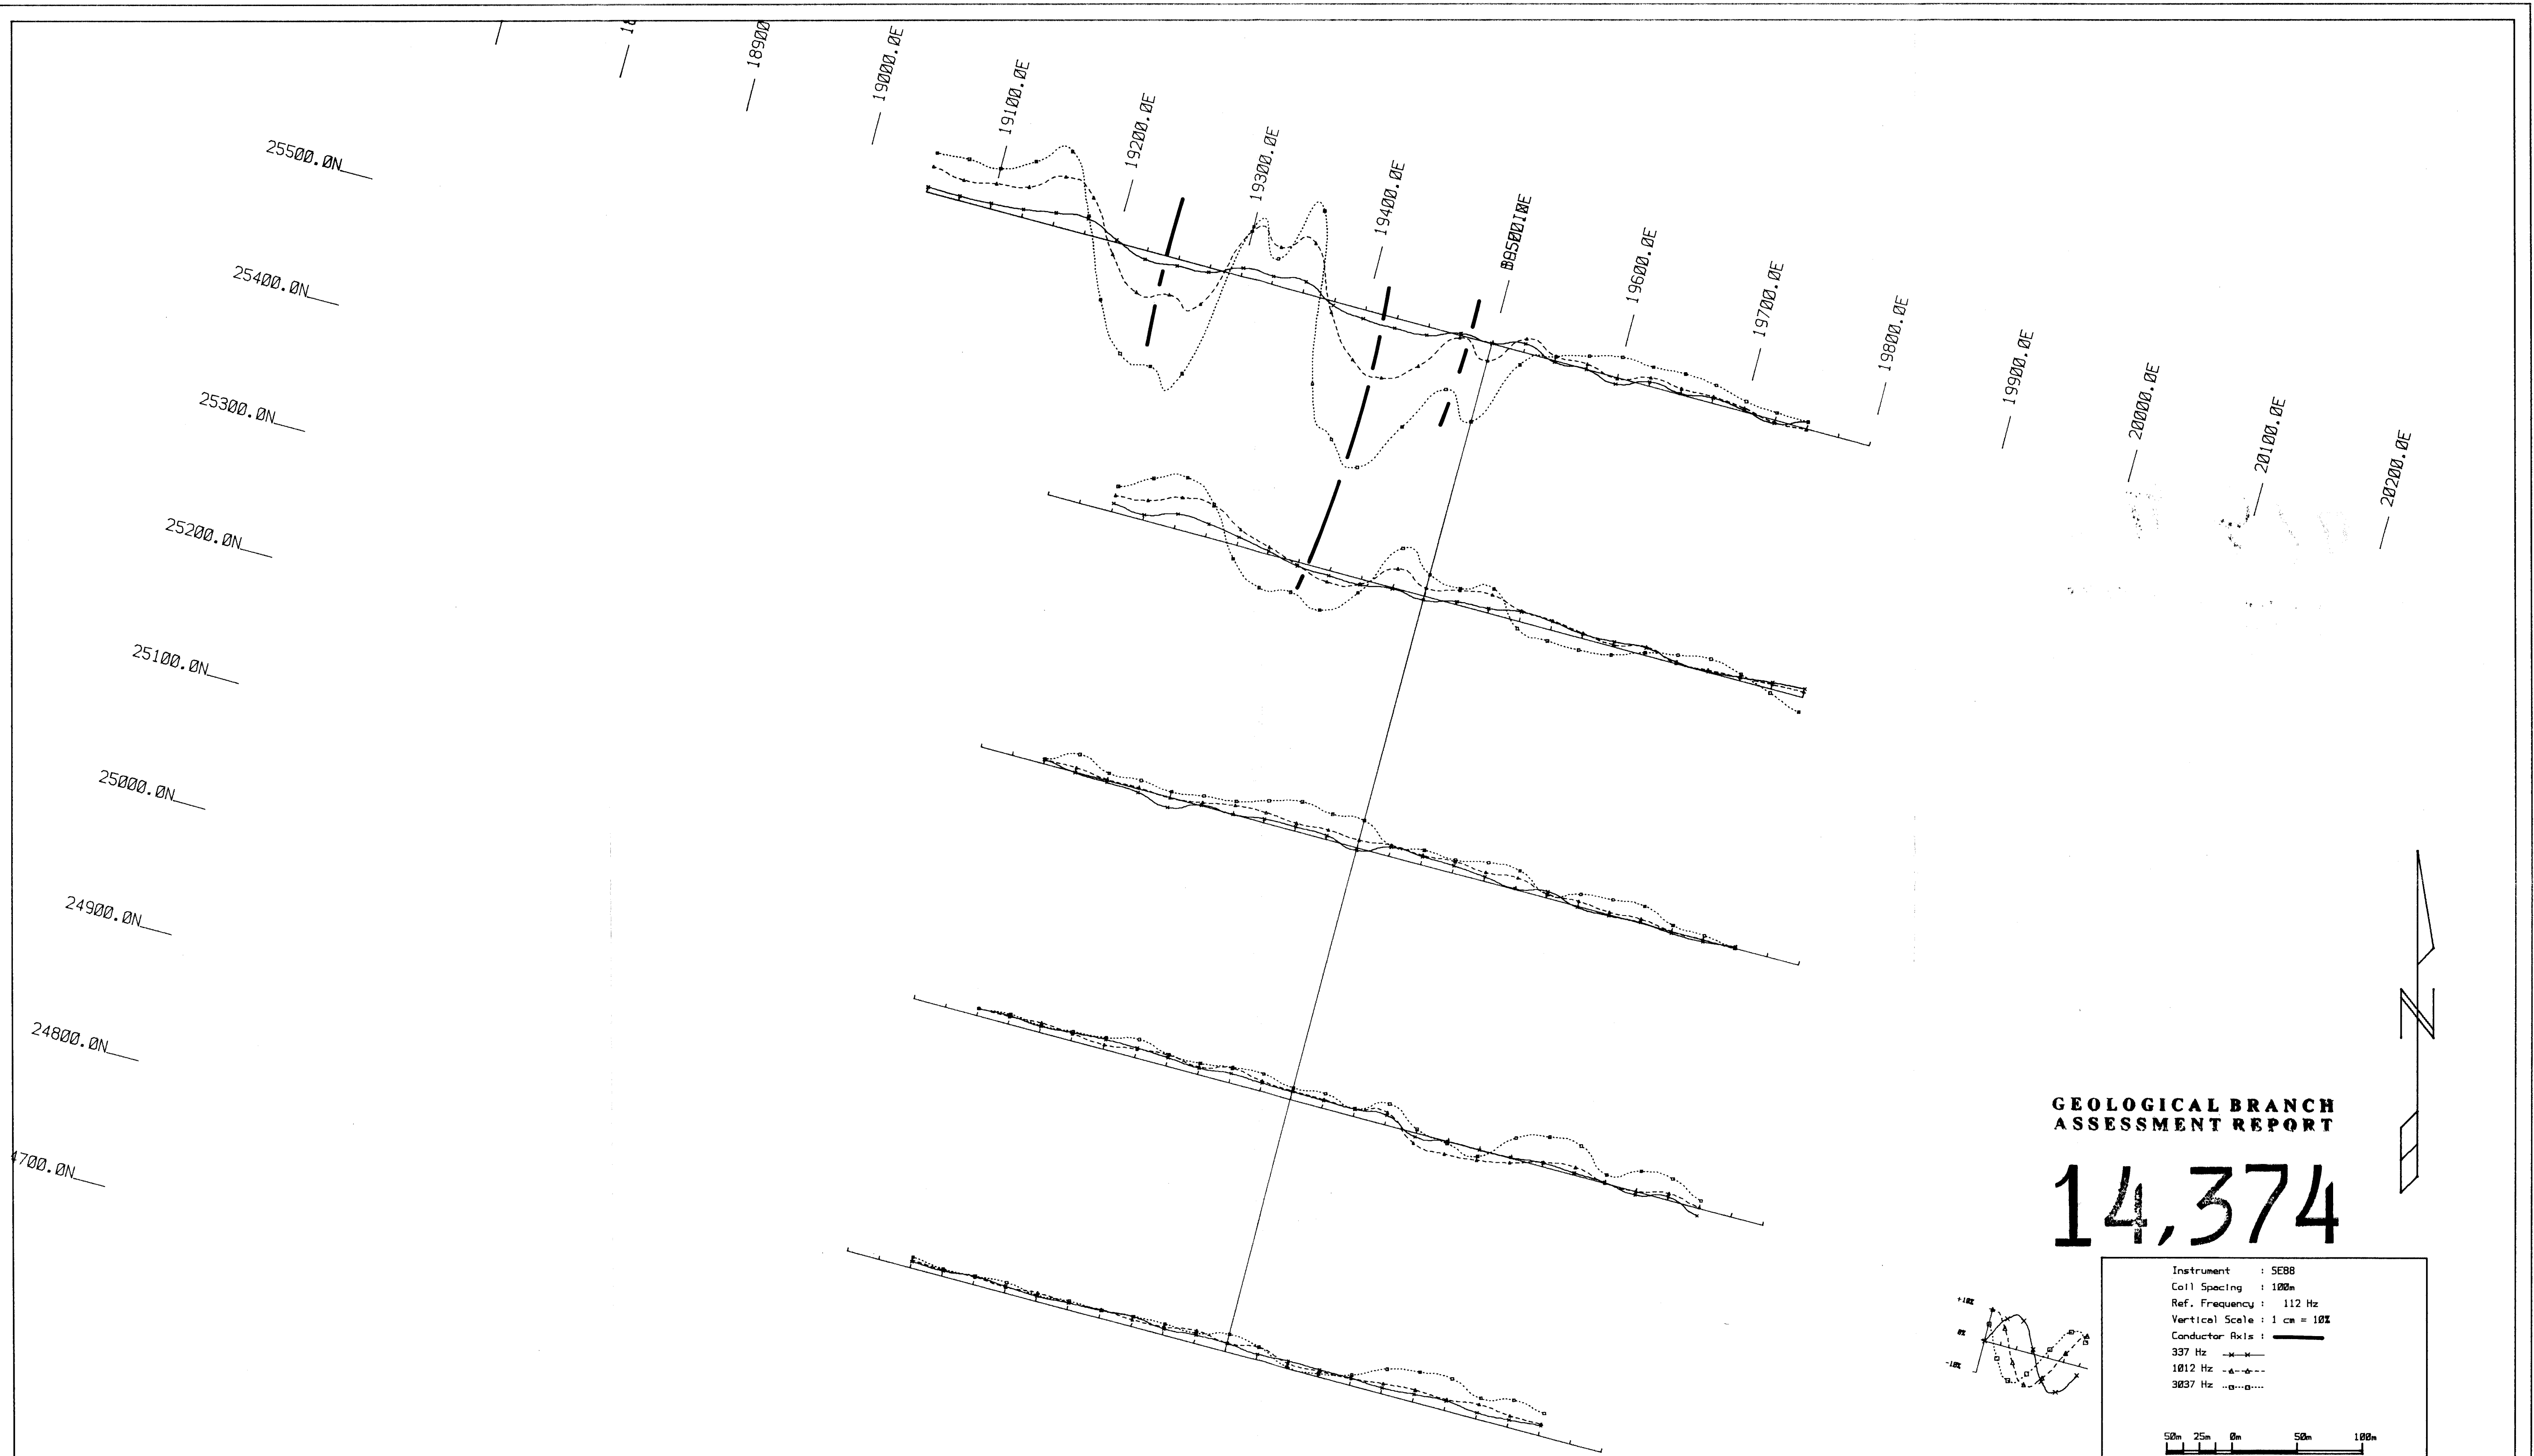 18900
19000.0E
19100.0E
19200.0E
19300.0E
19400.0E
19600.0E
19700.0E
19800.0E
19900.0E
20000.0E
20100.0E
20200.0E
25500.0N
25400.0N
25300.0N
25200.0N
25100.0N
25000.0N
24900.0N
24800.0N
4700.0N
N
GEOLOGICAL BRANCH
ASSESSMENT REPORT
14,374
Instrument : SE88
Coil Spacing : 100m
Ref. Frequency : 112 Hz
Vertical Scale : 1 cm = 10%
Conductor Axis :
337 Hz
1012 Hz
3037 Hz
+10%
0%
-10%
50m 25m 0m 50m 100m